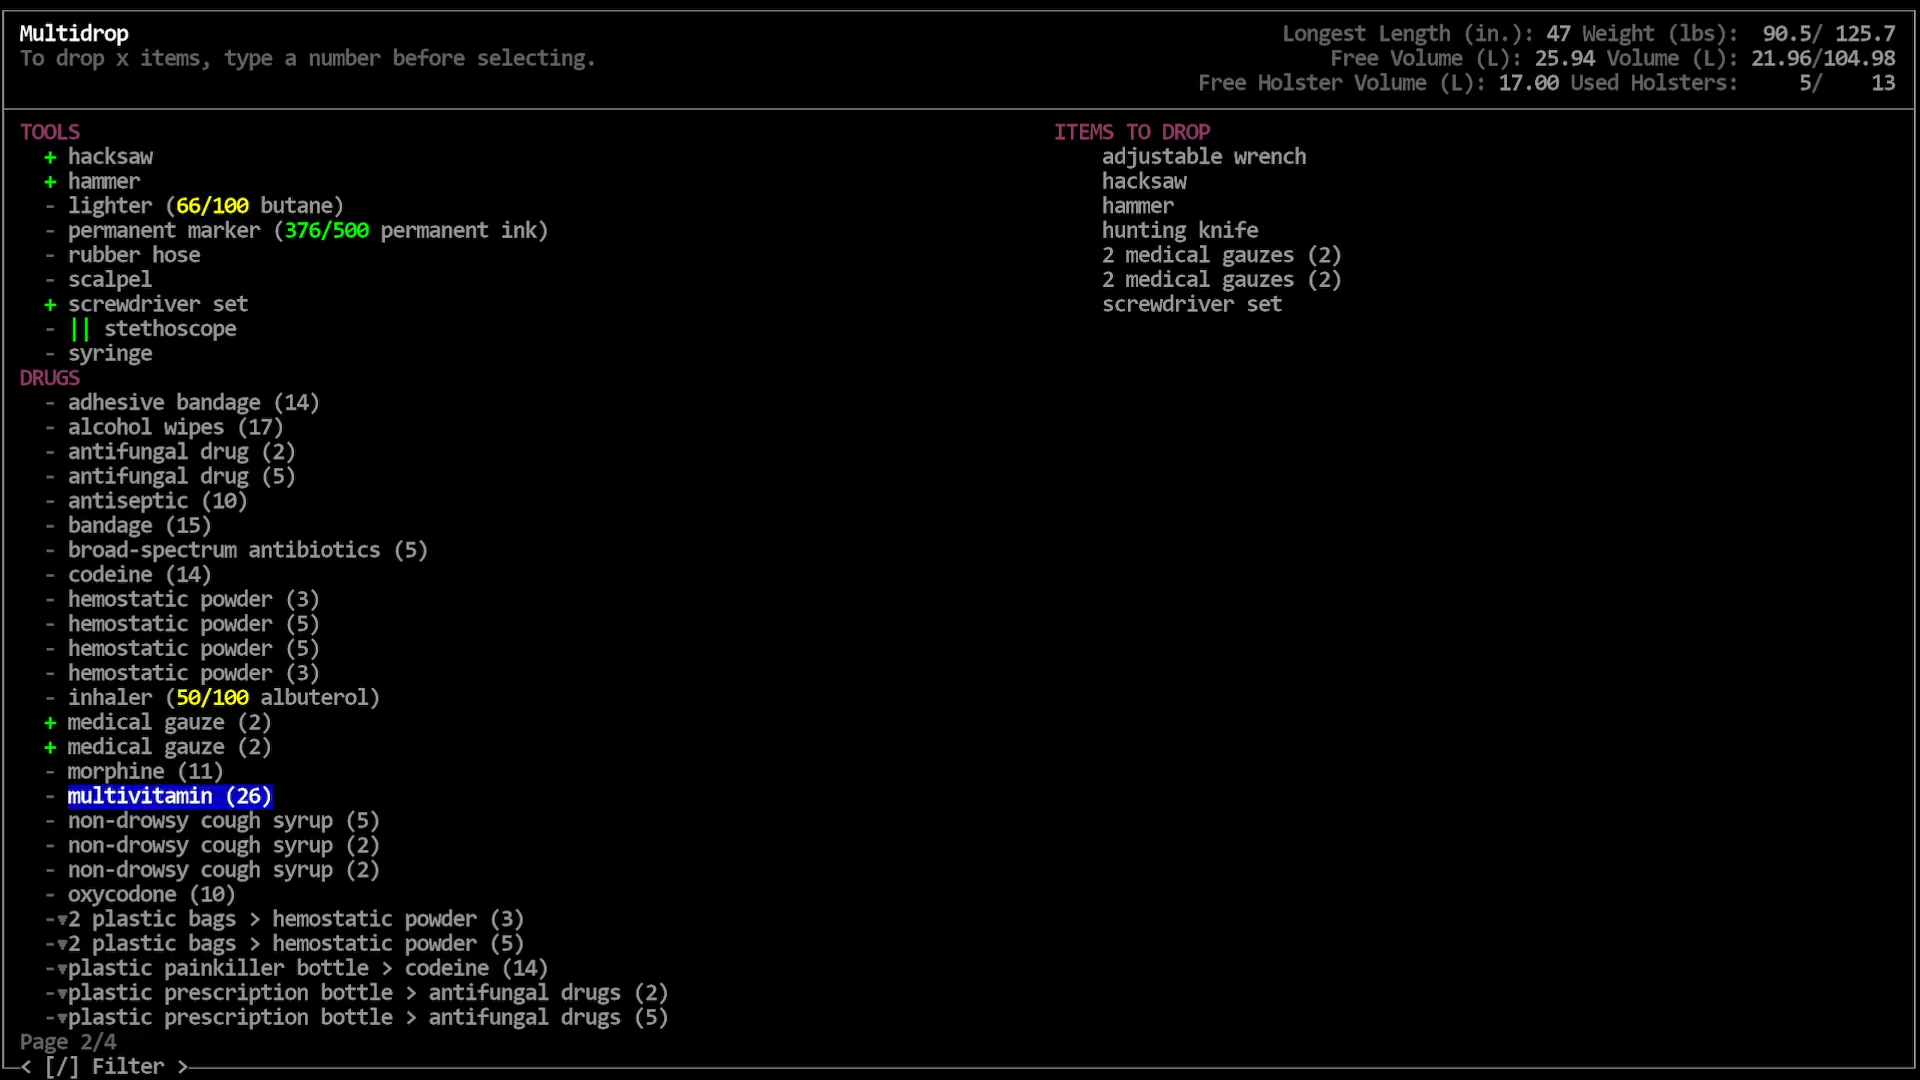 Multidrop
To drop x items, type a number before selecting.
Longest Length (in.): 47 Weight (lbs): 90.5/ 125.7
Free Volume (L): 25.94 Volume (L): 21.96/104.98
Free Holster Volume (L): 17.00 Used Holsters: 5/ 13
TOOLS
+ hacksaw
+ hammer
- lighter (66/100 butane)
- permanent marker (376/500 permanent ink)
- rubber hose
- scalpel
+ screwdriver set
- || stethoscope
- syringe
DRUGS
- adhesive bandage (14)
- alcohol wipes (17)
- antifungal drug (2)
- antifungal drug (5)
- antiseptic (10)
- bandage (15)
- broad-spectrum antibiotics (5)
- codeine (14)
- hemostatic powder (3)
- hemostatic powder (5)
- hemostatic powder (5)
- hemostatic powder (3)
- inhaler (50/100 albuterol)
+ medical gauze (2)
+ medical gauze (2)
- morphine (11)
- multivitamin (26)
- non-drowsy cough syrup (5)
- non-drowsy cough syrup (2)
- non-drowsy cough syrup (2)
- oxycodone (10)
-▾2 plastic bags > hemostatic powder (3)
-▾2 plastic bags > hemostatic powder (5)
-▾plastic painkiller bottle > codeine (14)
-▾plastic prescription bottle > antifungal drugs (2)
-▾plastic prescription bottle > antifungal drugs (5)
Page 2/4
< [/] Filter >
ITEMS TO DROP
adjustable wrench
hacksaw
hammer
hunting knife
2 medical gauzes (2)
2 medical gauzes (2)
screwdriver set